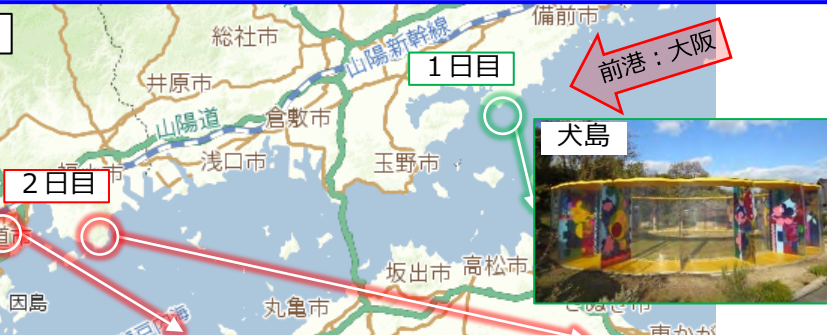 備前市
総社市
山陽新幹線
前港：大阪
１日目
井原市
山陽道
倉敷市
犬島
浅口市
玉野市
２日目
坂出市
高松市
因島
丸亀市